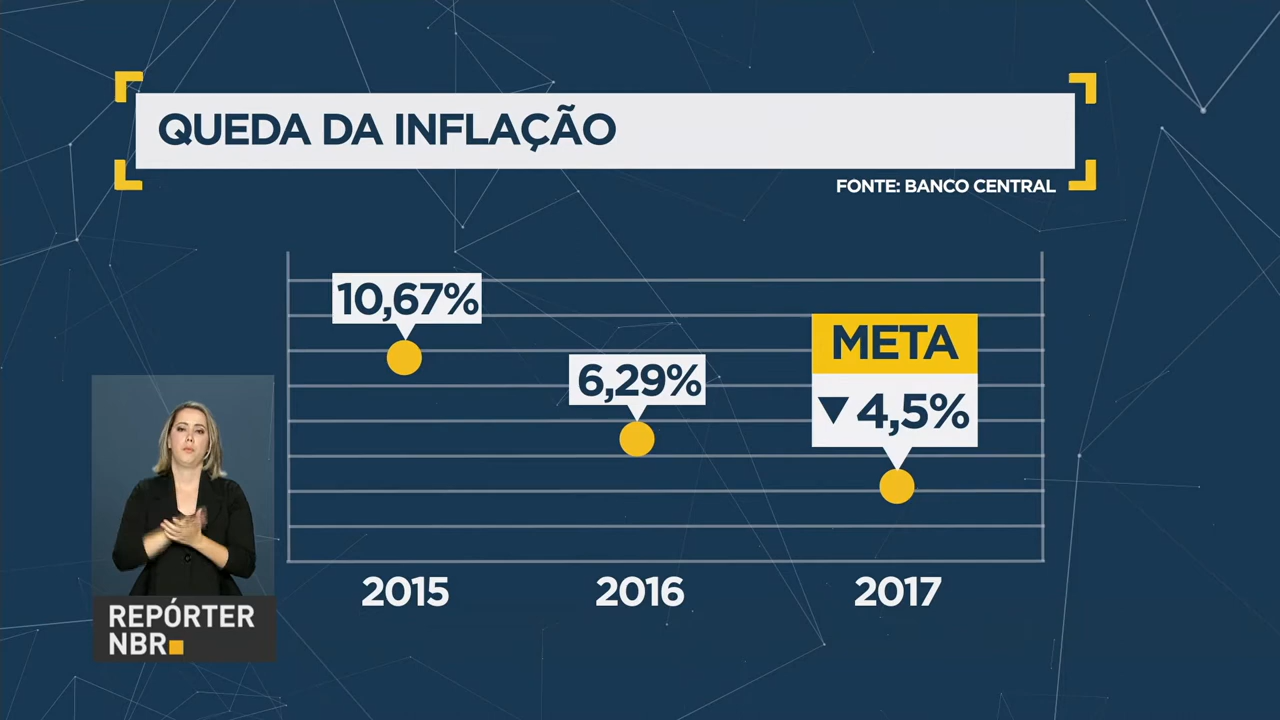 QUEDA DA INFLAÇÃO
FONTE: BANCO CENTRAL
10,67%
6,29%
META
▼4,5%
2015
2016
2017
REPÓRTER
NBR